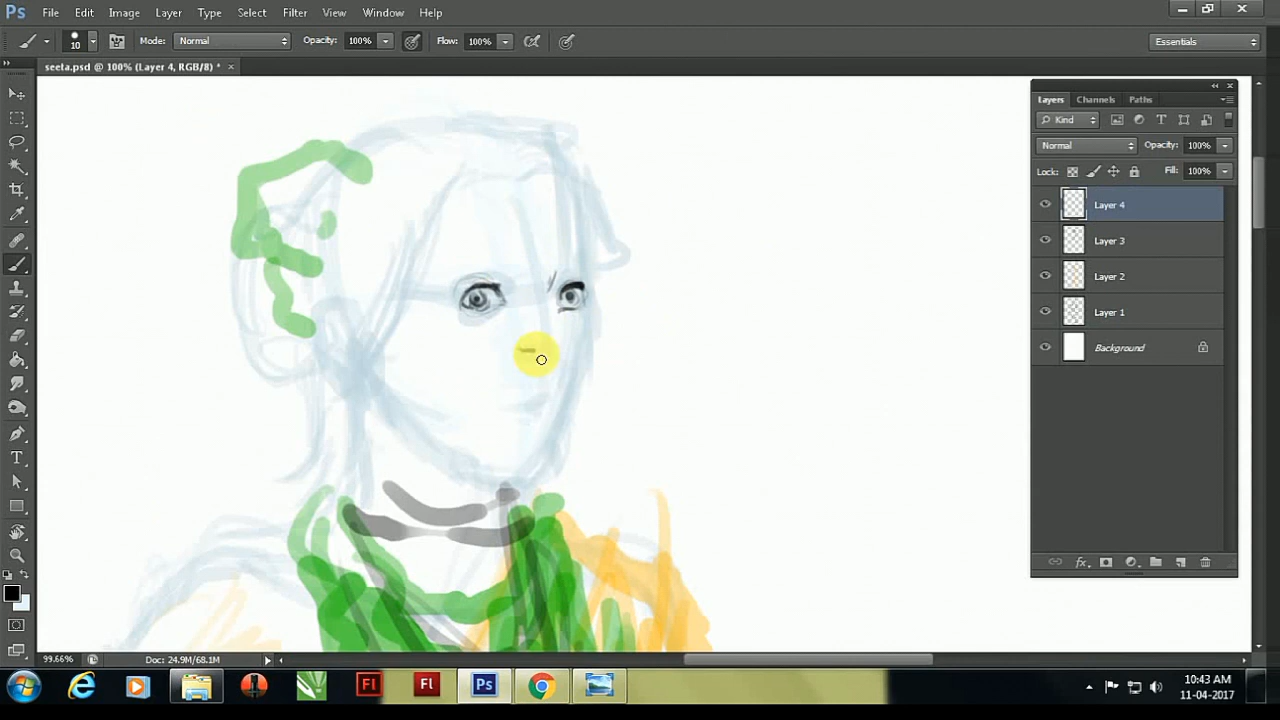 Ps File Edit Image Layer Type Select Filter View Window Help
10 Mode: Normal Opacity: 100% Flow: 100% Essentials
seeta.psd @ 100% (Layer 4, RGB/8) * ×
Layers Channels Paths
Kind
Normal Opacity: 100%
Lock: Fill: 100%
Layer 4
Layer 3
Layer 2
Layer 1
Background
99.66% Doc: 24.9M/68.1M
Fl Fl Ps
10:43 AM
11-04-2017